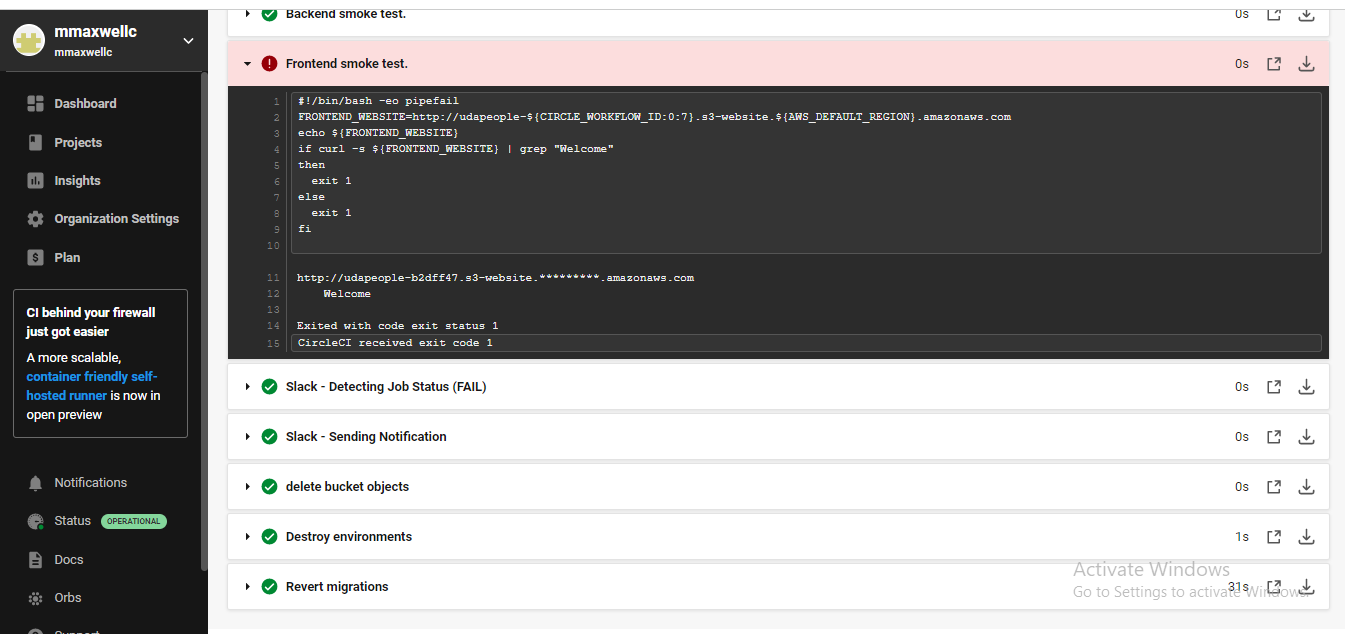 mmaxwellc
mmaxwellc
Dashboard
Projects
Insights
Organization Settings
Plan
CI behind your firewall
just got easier
A more scalable,
container friendly self-
hosted runner is now in
open preview
Notifications
Status OPERATIONAL
Docs
Orbs
Support
Backend smoke test. 0s
Frontend smoke test. 0s
1 #!/bin/bash -eo pipefail
2 FRONTEND_WEBSITE=http://udapeople-${CIRCLE_WORKFLOW_ID:0:7}.s3-website.${AWS_DEFAULT_REGION}.amazonaws.com
3 echo ${FRONTEND_WEBSITE}
4 if curl -s ${FRONTEND_WEBSITE} | grep "Welcome"
5 then
6 exit 1
7 else
8 exit 1
9 fi
10
11 http://udapeople-b2dff47.s3-website.*********.amazonaws.com
12 Welcome
13
14 Exited with code exit status 1
15 CircleCI received exit code 1
Slack - Detecting Job Status (FAIL) 0s
Slack - Sending Notification 0s
delete bucket objects 0s
Destroy environments 1s
Revert migrations 31s
Activate Windows
Go to Settings to activate Windows.